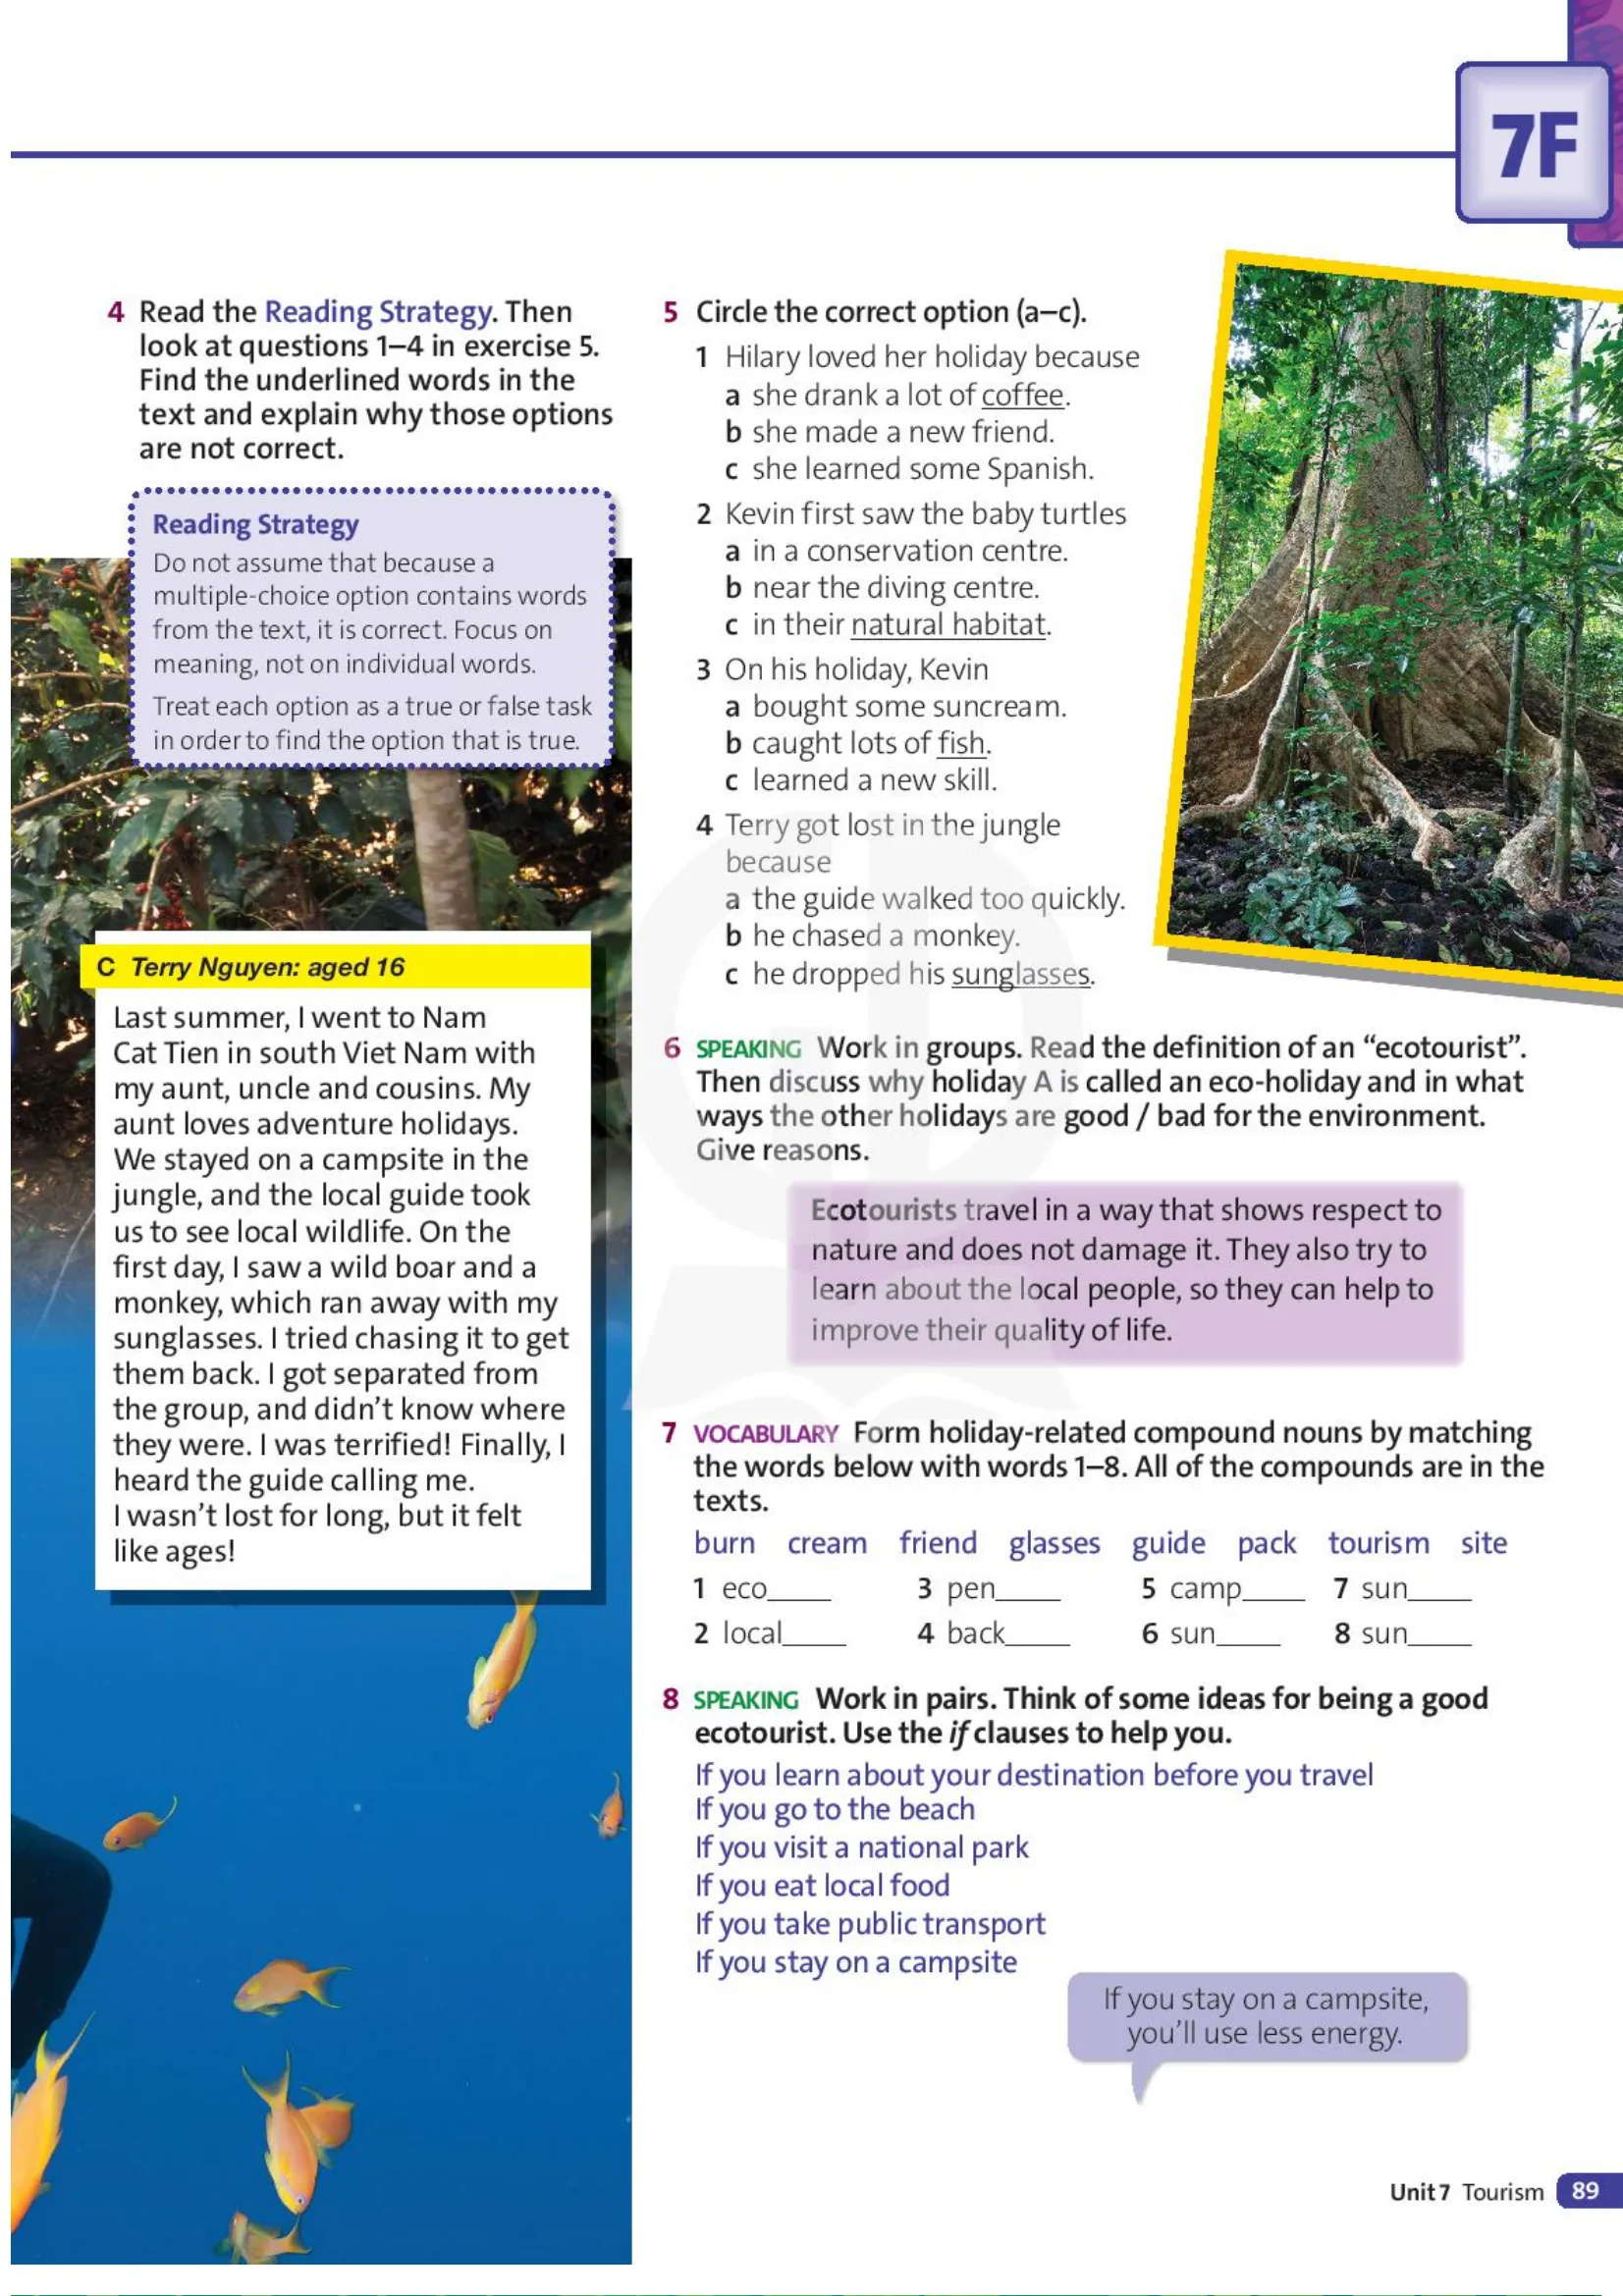 7F
4 Read the Reading Strategy. Then
look at questions 1–4 in exercise 5.
Find the underlined words in the
text and explain why those options
are not correct.
Reading Strategy
Do not assume that because a
multiple-choice option contains words
from the text, it is correct. Focus on
meaning, not on individual words.
Treat each option as a true or false task
in order to find the option that is true.
C Terry Nguyen: aged 16
Last summer, I went to Nam
Cat Tien in south Viet Nam with
my aunt, uncle and cousins. My
aunt loves adventure holidays.
We stayed on a campsite in the
jungle, and the local guide took
us to see local wildlife. On the
first day, I saw a wild boar and a
monkey, which ran away with my
sunglasses. I tried chasing it to get
them back. I got separated from
the group, and didn't know where
they were. I was terrified! Finally, I
heard the guide calling me.
I wasn't lost for long, but it felt
like ages!
5 Circle the correct option (a–c).
1 Hilary loved her holiday because
a she drank a lot of coffee.
b she made a new friend.
c she learned some Spanish.
2 Kevin first saw the baby turtles
a in a conservation centre.
b near the diving centre.
c in their natural habitat.
3 On his holiday, Kevin
a bought some suncream.
b caught lots of fish.
c learned a new skill.
4 Terry got lost in the jungle
because
a the guide walked too quickly.
b he chased a monkey.
c he dropped his sunglasses.
6 SPEAKING Work in groups. Read the definition of an “ecotourist”.
Then discuss why holiday A is called an eco-holiday and in what
ways the other holidays are good / bad for the environment.
Give reasons.
Ecotourists travel in a way that shows respect to
nature and does not damage it. They also try to
learn about the local people, so they can help to
improve their quality of life.
7 VOCABULARY Form holiday-related compound nouns by matching
the words below with words 1–8. All of the compounds are in the
texts.
burn cream friend glasses guide pack tourism site
1 eco____ 3 pen____ 5 camp____ 7 sun____
2 local____ 4 back____ 6 sun____ 8 sun____
8 SPEAKING Work in pairs. Think of some ideas for being a good
ecotourist. Use the if clauses to help you.
If you learn about your destination before you travel
If you go to the beach
If you visit a national park
If you eat local food
If you take public transport
If you stay on a campsite
If you stay on a campsite,
you'll use less energy.
Unit 7 Tourism 89